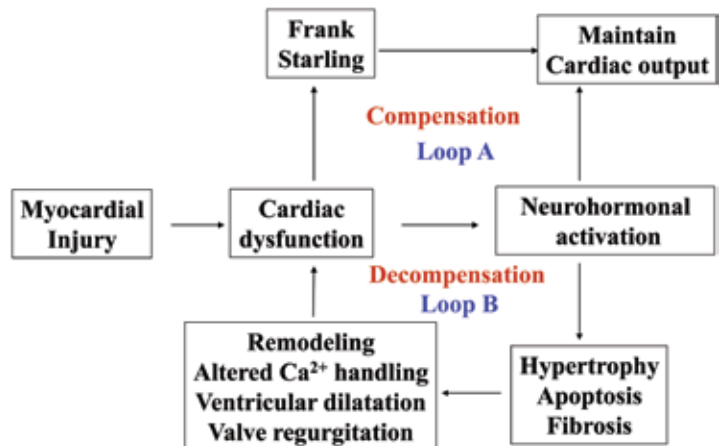 Frank
Starling
Maintain
Cardiac output
Compensation
Loop A
Myocardial
Injury
Cardiac
dysfunction
Neurohormonal
activation
Decompensation
Loop B
Remodeling
Altered Ca²⁺ handling
Ventricular dilatation
Valve regurgitation
Hypertrophy
Apoptosis
Fibrosis